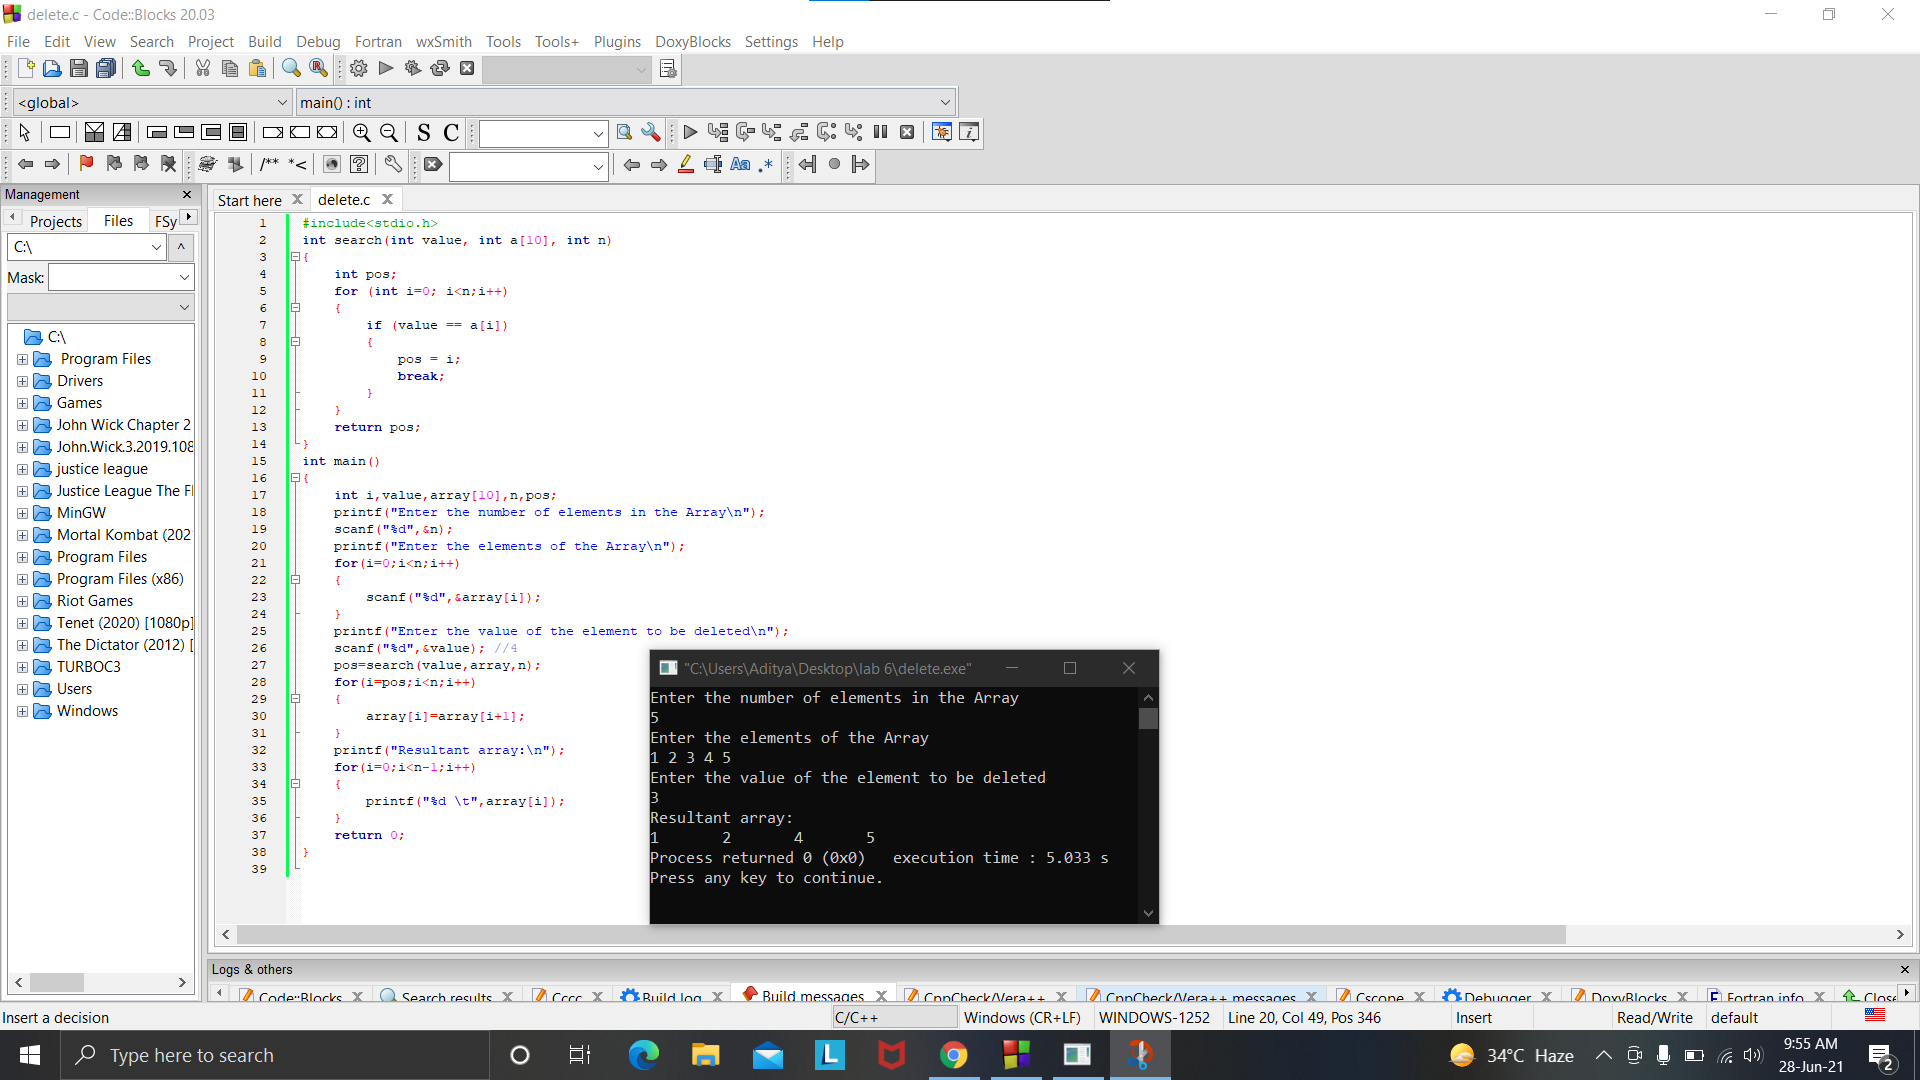 delete.c - Code::Blocks 20.03
File Edit View Search Project Build Debug Fortran wxSmith Tools Tools+ Plugins DoxyBlocks Settings Help
<global> main() : int
S C
/** *<
Aa .*
Management
Projects Files FSy
Start here delete.c
C:\
Mask:
C:\
Program Files
Drivers
Games
John Wick Chapter 2
John.Wick.3.2019.108
justice league
Justice League The Fl
MinGW
Mortal Kombat (202
Program Files
Program Files (x86)
Riot Games
Tenet (2020) [1080p]
The Dictator (2012) [
TURBOC3
Users
Windows
1 #include<stdio.h>
2 int search(int value, int a[10], int n)
3 {
4 int pos;
5 for (int i=0; i<n;i++)
6 {
7 if (value == a[i])
8 {
9 pos = i;
10 break;
11 }
12 }
13 return pos;
14 }
15 int main()
16 {
17 int i,value,array[10],n,pos;
18 printf("Enter the number of elements in the Array\n");
19 scanf("%d",&n);
20 printf("Enter the elements of the Array\n");
21 for(i=0;i<n;i++)
22 {
23 scanf("%d",&array[i]);
24 }
25 printf("Enter the value of the element to be deleted\n");
26 scanf("%d",&value); //4
27 pos=search(value,array,n);
28 for(i=pos;i<n;i++)
29 {
30 array[i]=array[i+1];
31 }
32 printf("Resultant array:\n");
33 for(i=0;i<n-1;i++)
34 {
35 printf("%d \t",array[i]);
36 }
37 return 0;
38 }
39
"C:\Users\Aditya\Desktop\lab 6\delete.exe"
Enter the number of elements in the Array
5
Enter the elements of the Array
1 2 3 4 5
Enter the value of the element to be deleted
3
Resultant array:
1 2 4 5
Process returned 0 (0x0) execution time : 5.033 s
Press any key to continue.
Logs & others
Code::Blocks Search results Cccc Build log Build messages CppCheck/Vera++ CppCheck/Vera++ messages Cscope Debugger DoxyBlocks Fortran info Close
Insert a decision C/C++ Windows (CR+LF) WINDOWS-1252 Line 20, Col 49, Pos 346 Insert Read/Write default
Type here to search
L
34°C Haze
9:55 AM
28-Jun-21
2